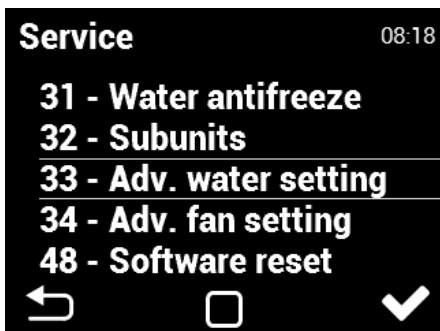 Service 08:18
31 - Water antifreeze
32 - Subunits
33 - Adv. water setting
34 - Adv. fan setting
48 - Software reset